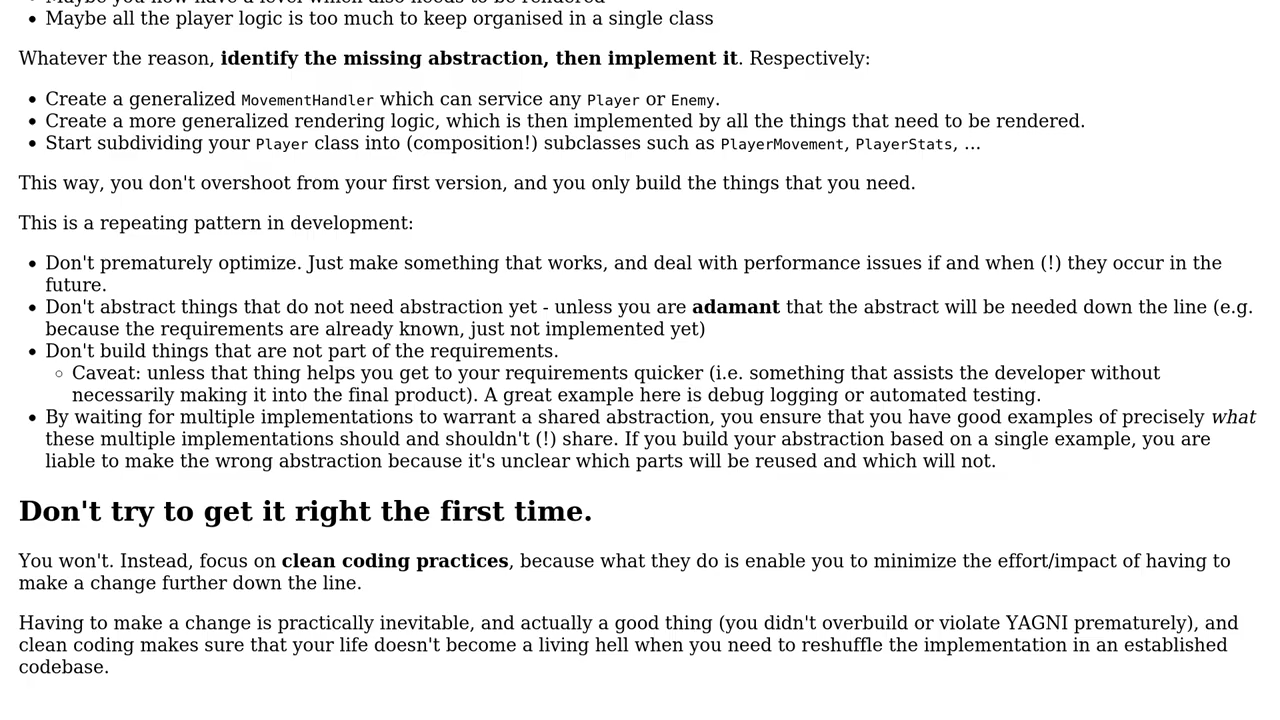 Maybe you now have a level which also needs to be rendered
Maybe all the player logic is too much to keep organised in a single class
Whatever the reason, identify the missing abstraction, then implement it. Respectively:
Create a generalized MovementHandler which can service any Player or Enemy.
Create a more generalized rendering logic, which is then implemented by all the things that need to be rendered.
Start subdividing your Player class into (composition!) subclasses such as PlayerMovement, PlayerStats, ...
This way, you don't overshoot from your first version, and you only build the things that you need.
This is a repeating pattern in development:
Don't prematurely optimize. Just make something that works, and deal with performance issues if and when (!) they occur in the
future.
Don't abstract things that do not need abstraction yet - unless you are adamant that the abstract will be needed down the line (e.g.
because the requirements are already known, just not implemented yet)
Don't build things that are not part of the requirements.
Caveat: unless that thing helps you get to your requirements quicker (i.e. something that assists the developer without
necessarily making it into the final product). A great example here is debug logging or automated testing.
By waiting for multiple implementations to warrant a shared abstraction, you ensure that you have good examples of precisely what
these multiple implementations should and shouldn't (!) share. If you build your abstraction based on a single example, you are
liable to make the wrong abstraction because it's unclear which parts will be reused and which will not.
Don't try to get it right the first time.
You won't. Instead, focus on clean coding practices, because what they do is enable you to minimize the effort/impact of having to
make a change further down the line.
Having to make a change is practically inevitable, and actually a good thing (you didn't overbuild or violate YAGNI prematurely), and
clean coding makes sure that your life doesn't become a living hell when you need to reshuffle the implementation in an established
codebase.